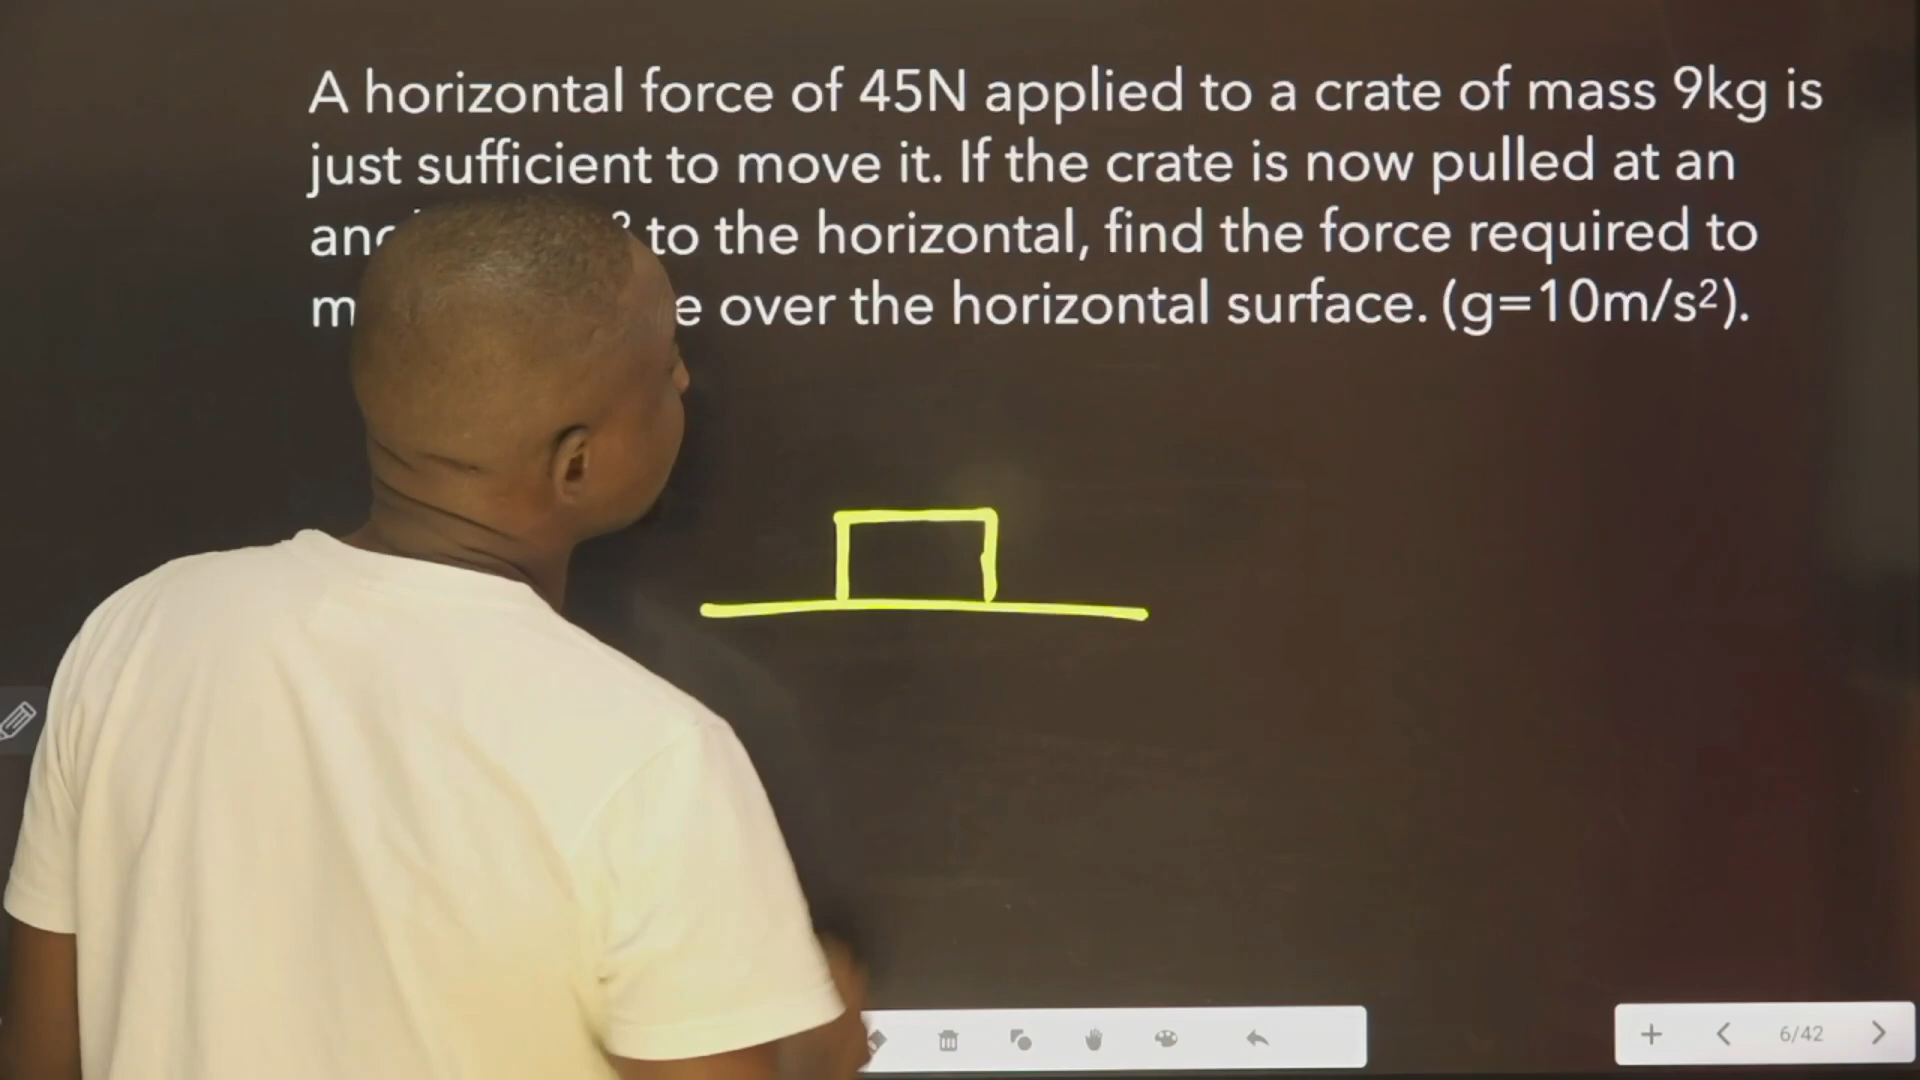 A horizontal force of 45N applied to a crate of mass 9kg is
just sufficient to move it. If the crate is now pulled at an
to the horizontal, find the force required to
over the horizontal surface. (g=10m/s²).
6/42